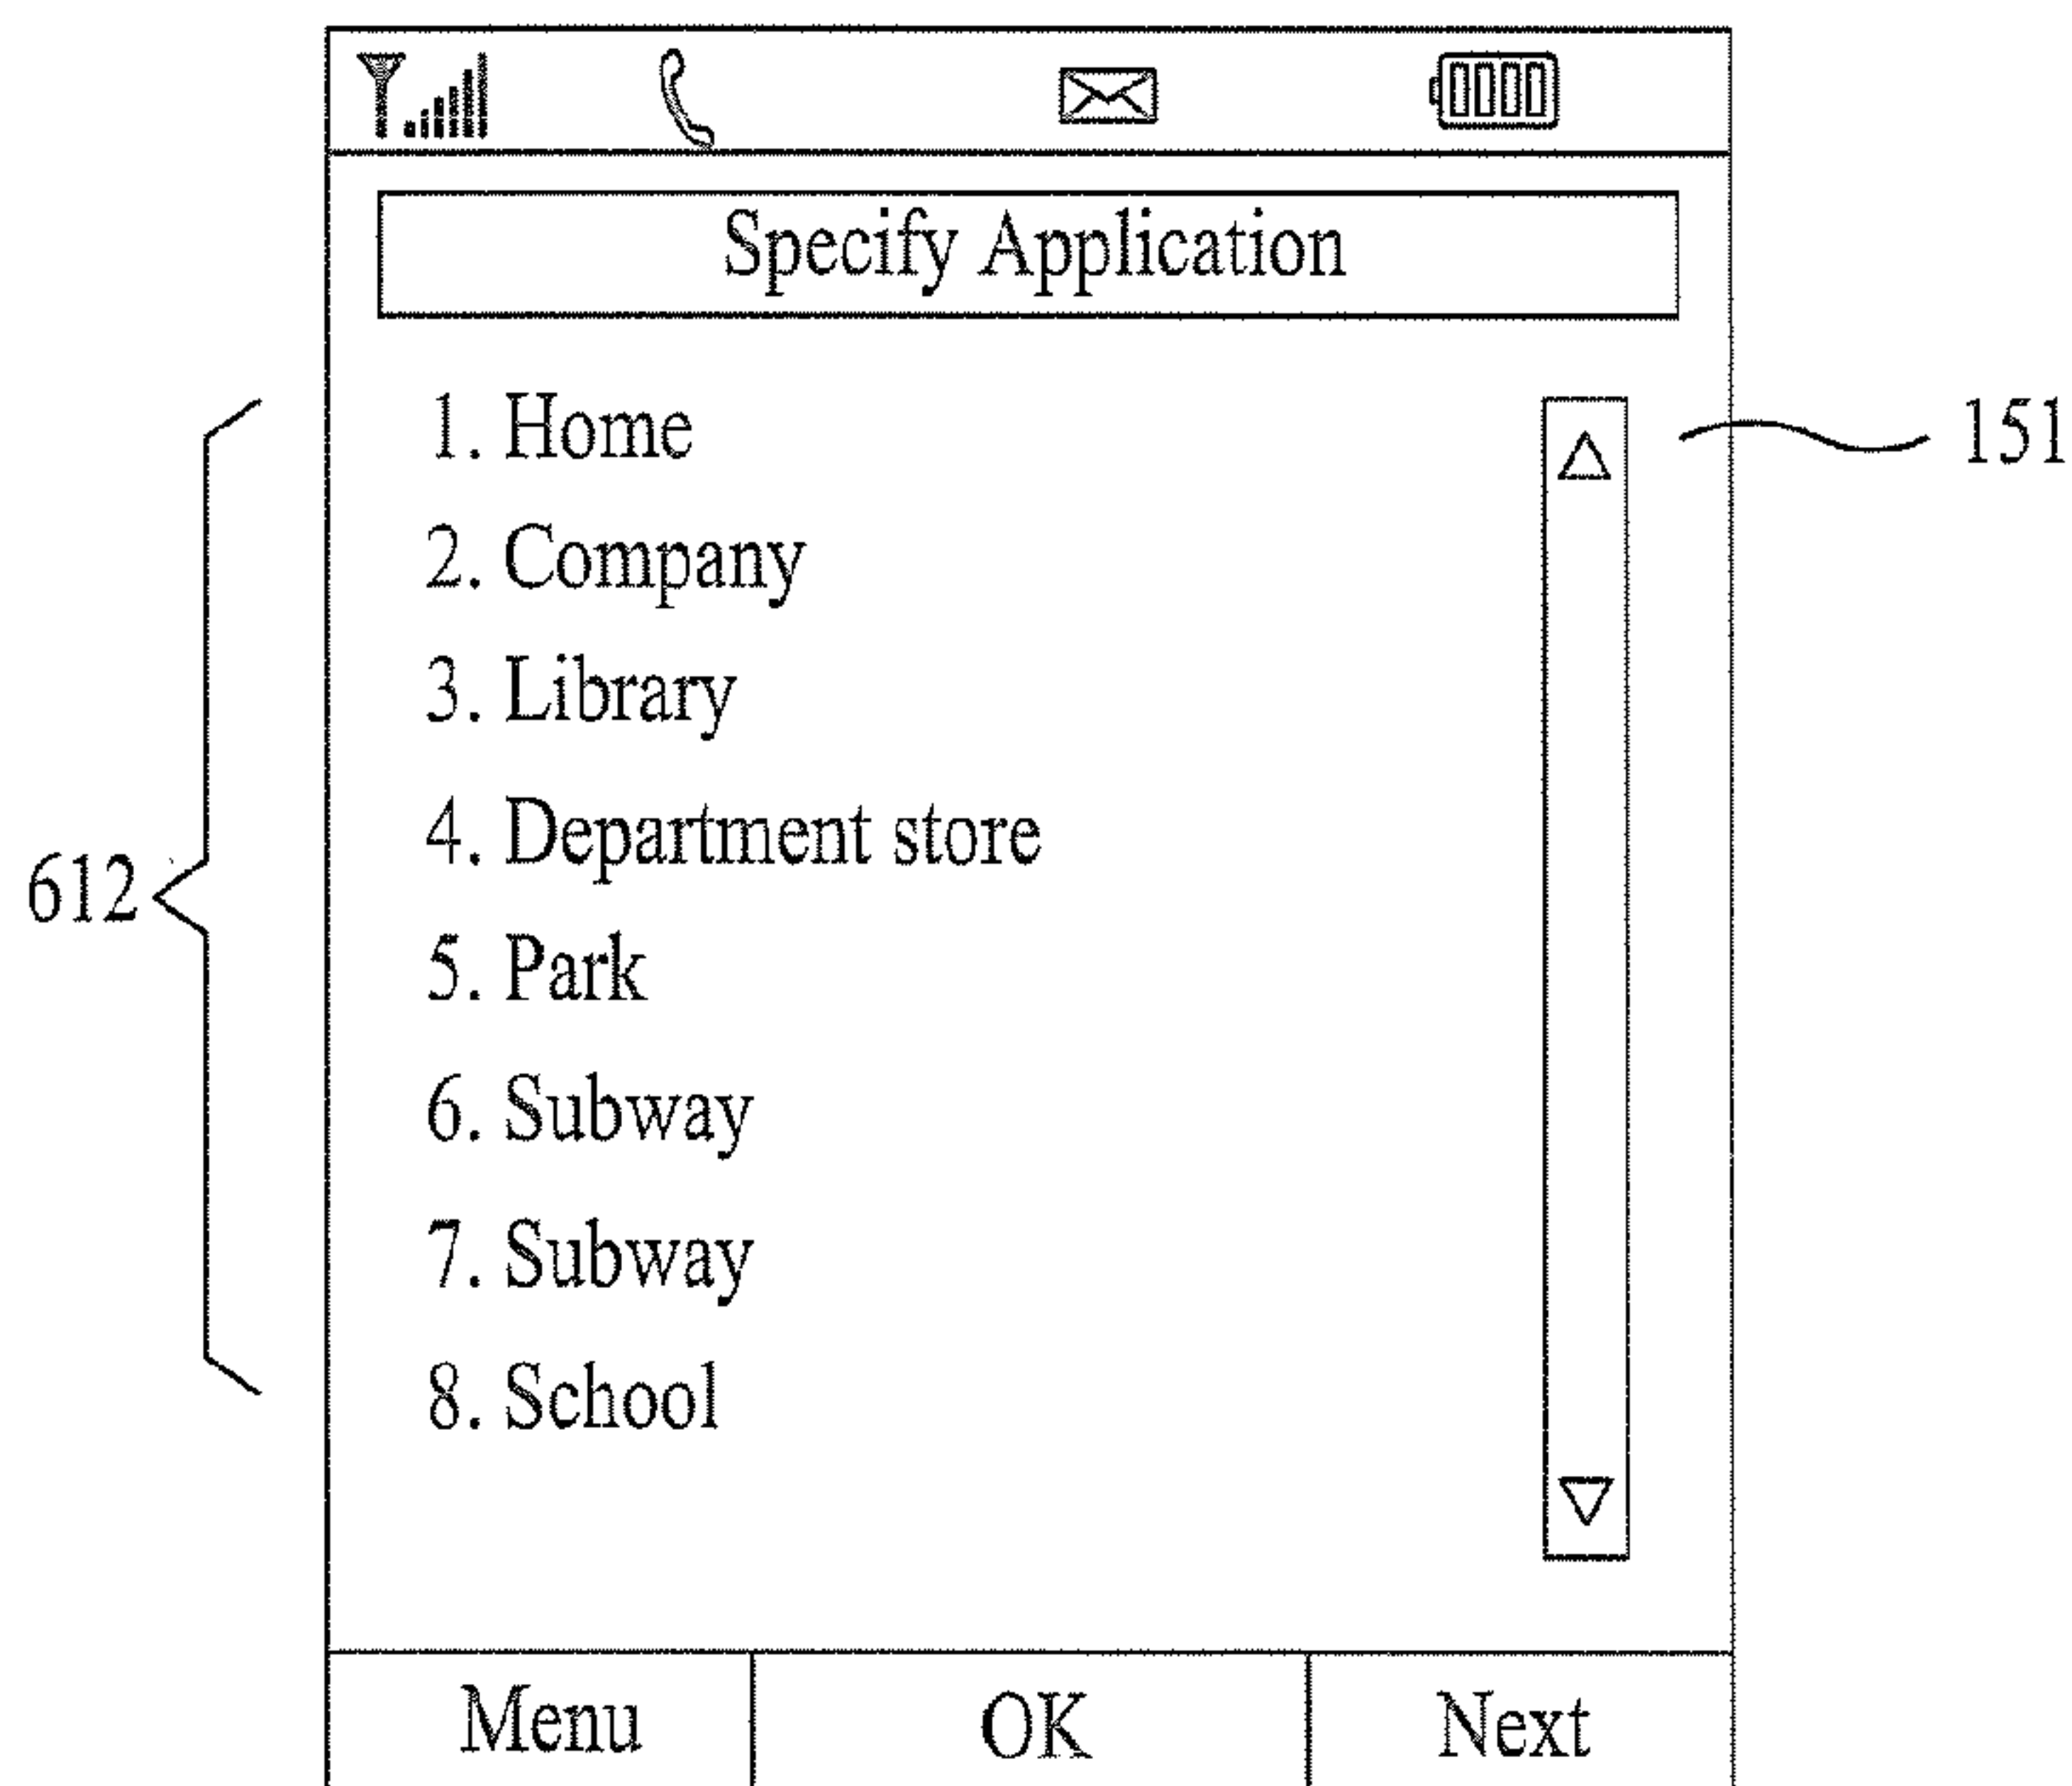 Specify Application
1. Home
151
2. Company
3. Library
4. Department store
612
5. Park
6. Subway
7. Subway
8. School
Menu OK Next